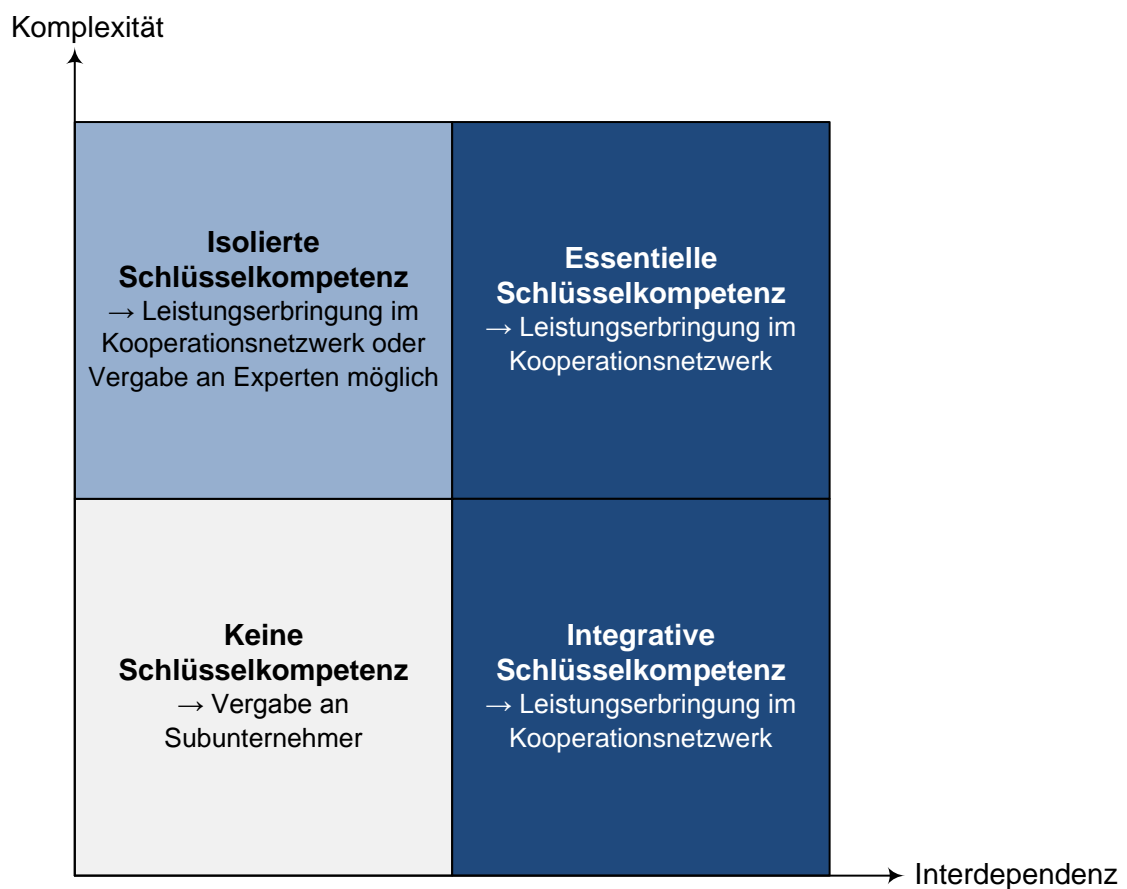 Komplexität
Isolierte
Schlüsselkompetenz
→ Leistungserbringung im
Kooperationsnetzwerk oder
Vergabe an Experten möglich
Essentielle
Schlüsselkompetenz
→ Leistungserbringung im
Kooperationsnetzwerk
Keine
Schlüsselkompetenz
→ Vergabe an
Subunternehmer
Integrative
Schlüsselkompetenz
→ Leistungserbringung im
Kooperationsnetzwerk
Interdependenz